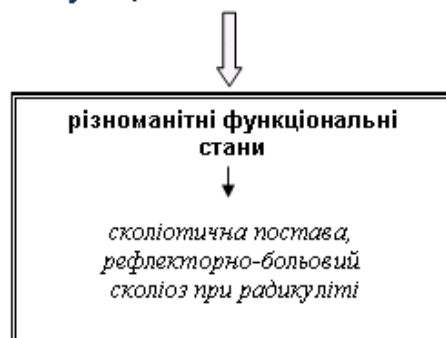 різноманітні функціональні
стани
сколіотична постава,
рефлекторно-больовий
сколіоз при радикуліті